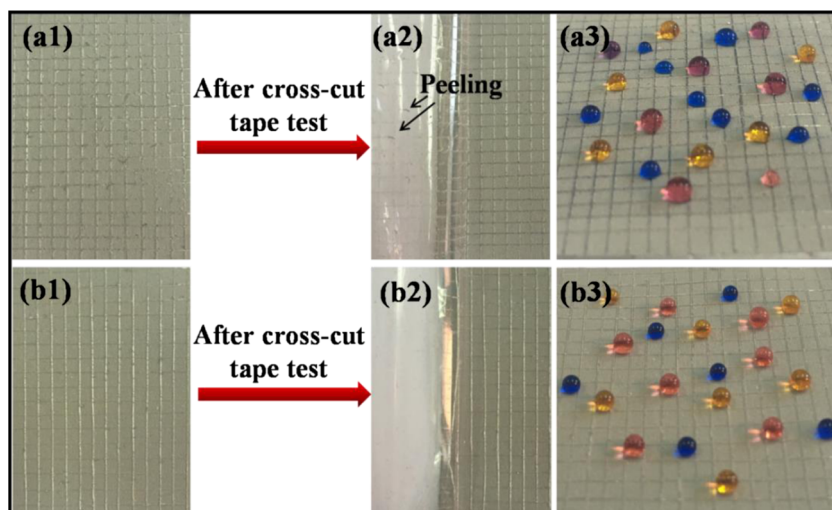 (a1)
After cross-cut
tape test
(a2)
Peeling
(a3)
(b1)
After cross-cut
tape test
(b2)
(b3)